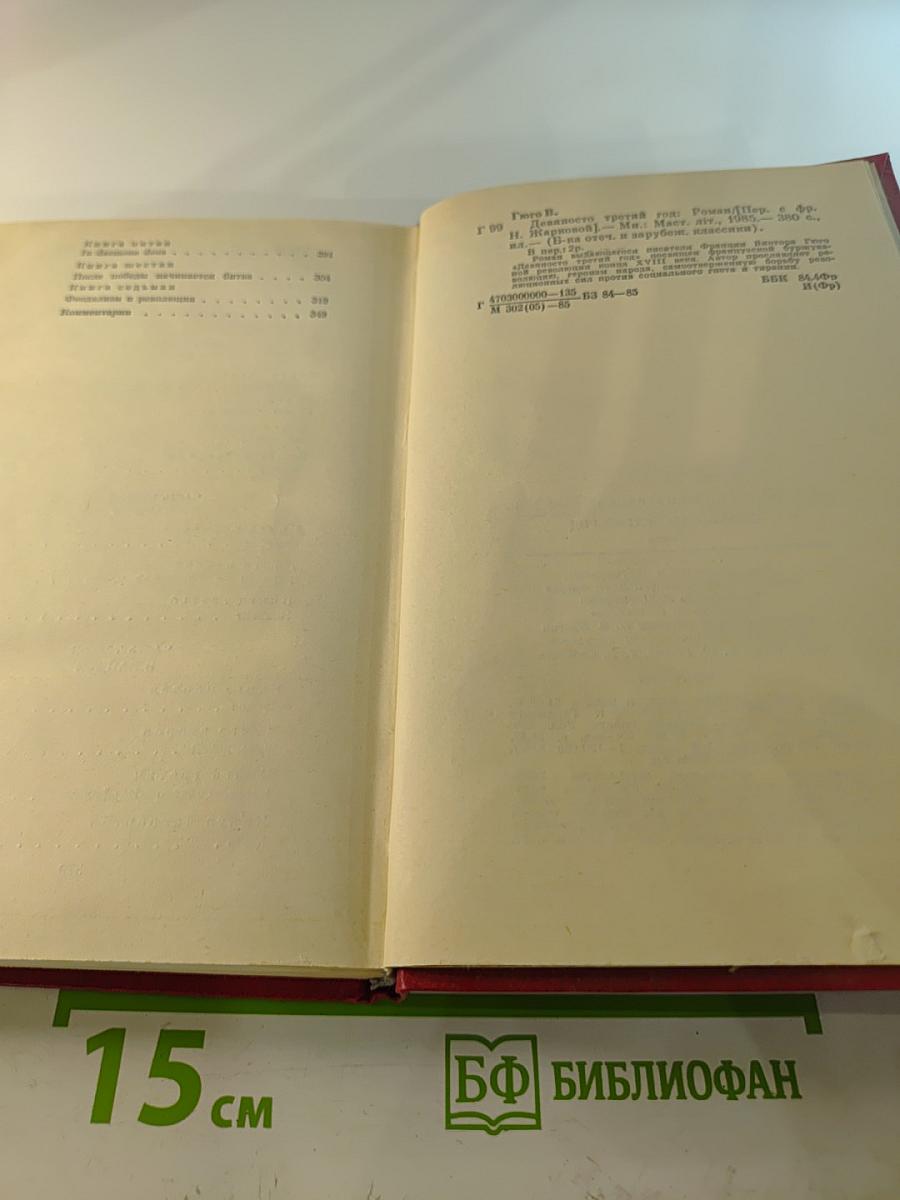 Книга пятая
In daemone deus . . . . . . . . . . . . 291
Книга шестая
После победы начинается битва . . . . 304
Книга седьмая
Феодализм и революция . . . . . . . . 319
Комментарии . . . . . . . . . . . . 349
Гюго В.
Г 99 Девяносто третий год: Роман/[Пер. с фр.
Н. Жарковой].— Мн.: Маст. літ., 1985.— 380 с.,
ил.— (Б-ка отеч. и зарубеж. классики).
В пер.: 2р.
Роман выдающегося писателя Франции Виктора Гюго
«Девяносто третий год» посвящен французской буржуаз-
ной революции конца XVIII века. Автор прославляет ре-
волюцию, героизм народа, самоотверженную борьбу рево-
люционных сил против социального гнета и тирании.
Г 4703000000—135 БЗ 84—85
М 302(05)—85
ББК 84.4Фр
И(Фр)
15 см
БФ БИБЛИОФАН